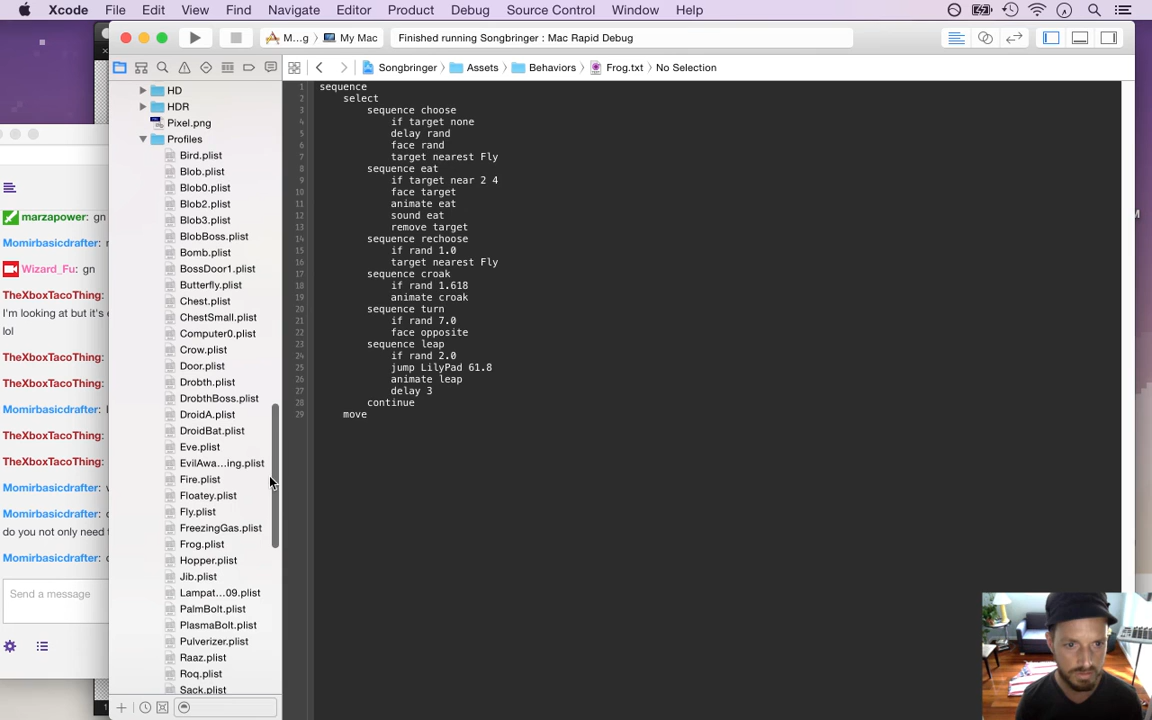 Xcode File Edit View Find Navigate Editor Product Debug Source Control Window Help
M...g My Mac Finished running Songbringer : Mac Rapid Debug
Songbringer Assets Behaviors Frog.txt No Selection
HD
HDR
Pixel.png
Profiles
Bird.plist
Blob.plist
Blob0.plist
Blob2.plist
Blob3.plist
BlobBoss.plist
Bomb.plist
BossDoor1.plist
Butterfly.plist
Chest.plist
ChestSmall.plist
Computer0.plist
Crow.plist
Door.plist
Drobth.plist
DrobthBoss.plist
DroidA.plist
DroidBat.plist
Eve.plist
EvilAwa...ing.plist
Fire.plist
Floatey.plist
Fly.plist
FreezingGas.plist
Frog.plist
Hopper.plist
Jib.plist
Lampat...09.plist
PalmBolt.plist
PlasmaBolt.plist
Pulverizer.plist
Raaz.plist
Roq.plist
Sack.plist
1 sequence
2 select
3 sequence choose
4 if target none
5 delay rand
6 face rand
7 target nearest Fly
8 sequence eat
9 if target near 2 4
10 face target
11 animate eat
12 sound eat
13 remove target
14 sequence rechoose
15 if rand 1.0
16 target nearest Fly
17 sequence croak
18 if rand 1.618
19 animate croak
20 sequence turn
21 if rand 7.0
22 face opposite
23 sequence leap
24 if rand 2.0
25 jump LilyPad 61.8
26 animate leap
27 delay 3
28 continue
29 move
marzapower: gn
Momirbasicdrafter:
Wizard_Fu: gn
TheXboxTacoThing:
I'm looking at but it's
lol
TheXboxTacoThing:
TheXboxTacoThing:
Momirbasicdrafter:
TheXboxTacoThing:
TheXboxTacoThing:
Momirbasicdrafter:
Momirbasicdrafter:
do you not only need
Momirbasicdrafter:
Send a message